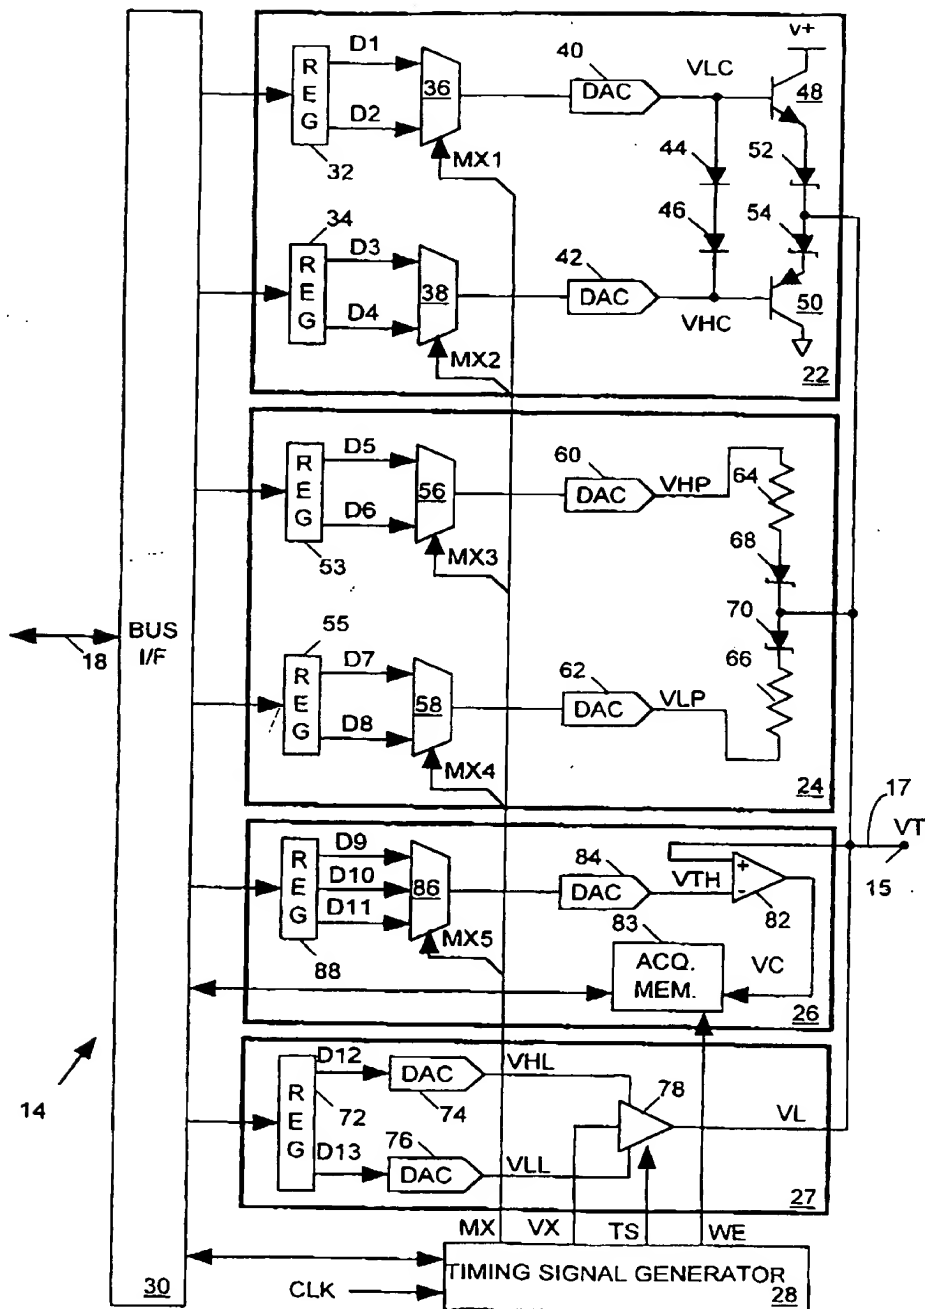 v+
D1
40
VLC
R E G
36
DAC
48
D2
44
52
32
MX1
46
54
34
D3
42
R E G
38
DAC
50
D4
VHC
MX2
22
D5
60
VHP
64
R E G
56
DAC
D6
68
53
MX3
70
BUS I/F
18
55
66
D7
62
R E G
58
DAC
VLP
D8
MX4
24
17
VT
D9
84
R E G
D10
86
DAC
VTH
+
-
82
15
D11
83
88
MX5
ACQ. MEM.
VC
26
14
D12
VHL
R E G
72
DAC
74
78
VL
76
D13
DAC
VLL
27
MX
VX
TS
WE
TIMING SIGNAL GENERATOR
28
30
CLK